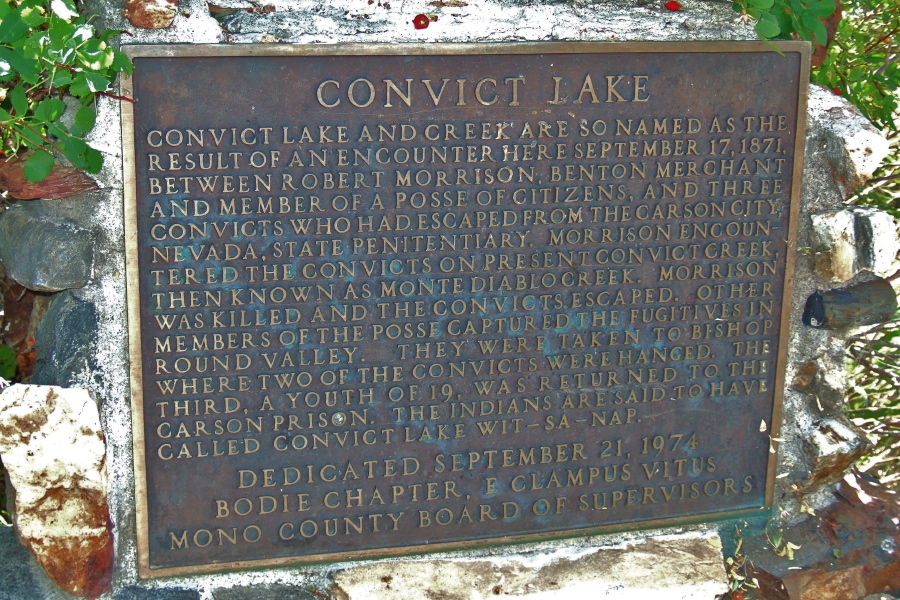 CONVICT LAKE
CONVICT LAKE AND CREEK ARE SO NAMED AS THE
RESULT OF AN ENCOUNTER HERE SEPTEMBER 17, 1871,
BETWEEN ROBERT MORRISON, BENTON MERCHANT
AND MEMBER OF A POSSE OF CITIZENS, AND THREE
CONVICTS WHO HAD ESCAPED FROM THE CARSON CITY,
NEVADA, STATE PENITENTIARY. MORRISON ENCOUN-
TERED THE CONVICTS ON PRESENT CONVICT CREEK,
THEN KNOWN AS MONTE DIABLO CREEK. MORRISON
WAS KILLED AND THE CONVICTS ESCAPED. OTHER
MEMBERS OF THE POSSE CAPTURED THE FUGITIVES IN
ROUND VALLEY. THEY WERE TAKEN TO BISHOP
WHERE TWO OF THE CONVICTS WERE HANGED. THE
THIRD, A YOUTH OF 19, WAS RETURNED TO THE
CARSON PRISON. THE INDIANS ARE SAID TO HAVE
CALLED CONVICT LAKE WIT-SA-NAP.
DEDICATED SEPTEMBER 21, 1974
BODIE CHAPTER, E CLAMPUS VITUS
MONO COUNTY BOARD OF SUPERVISORS